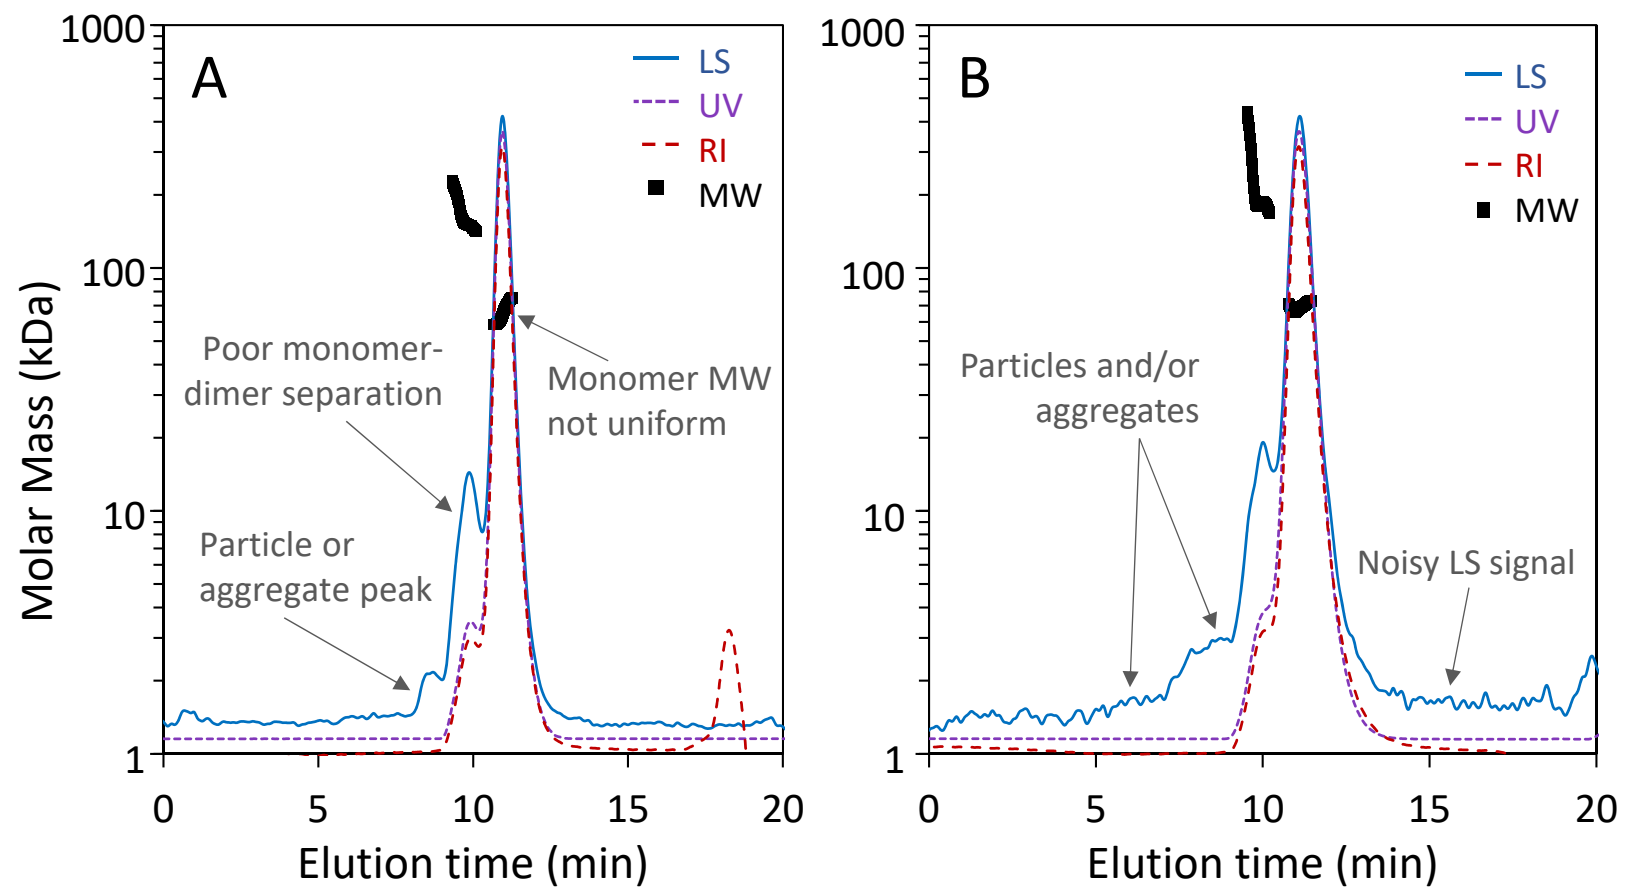 A
LS
UV
RI
MW
Poor monomer-
dimer separation
Monomer MW
not uniform
Particle or
aggregate peak
Molar Mass (kDa)
1000
100
10
1
0 5 10 15 20
Elution time (min)
B
LS
UV
RI
MW
Particles and/or
aggregates
Noisy LS signal
1000
100
10
1
0 5 10 15 20
Elution time (min)